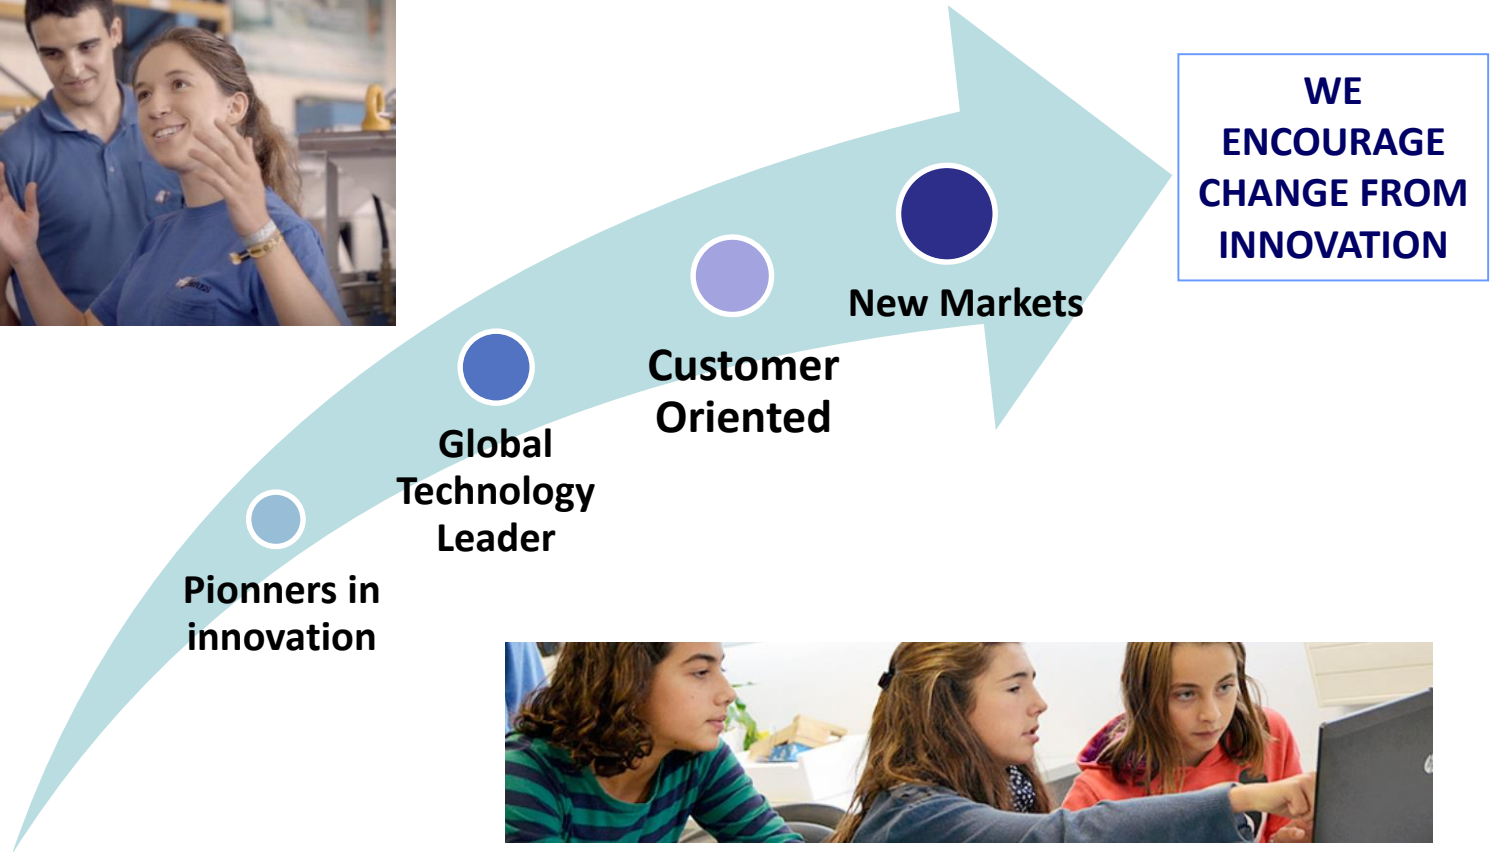 WE
ENCOURAGE
CHANGE FROM
INNOVATION
New Markets
Customer
Oriented
Global
Technology
Leader
Pionners in
innovation